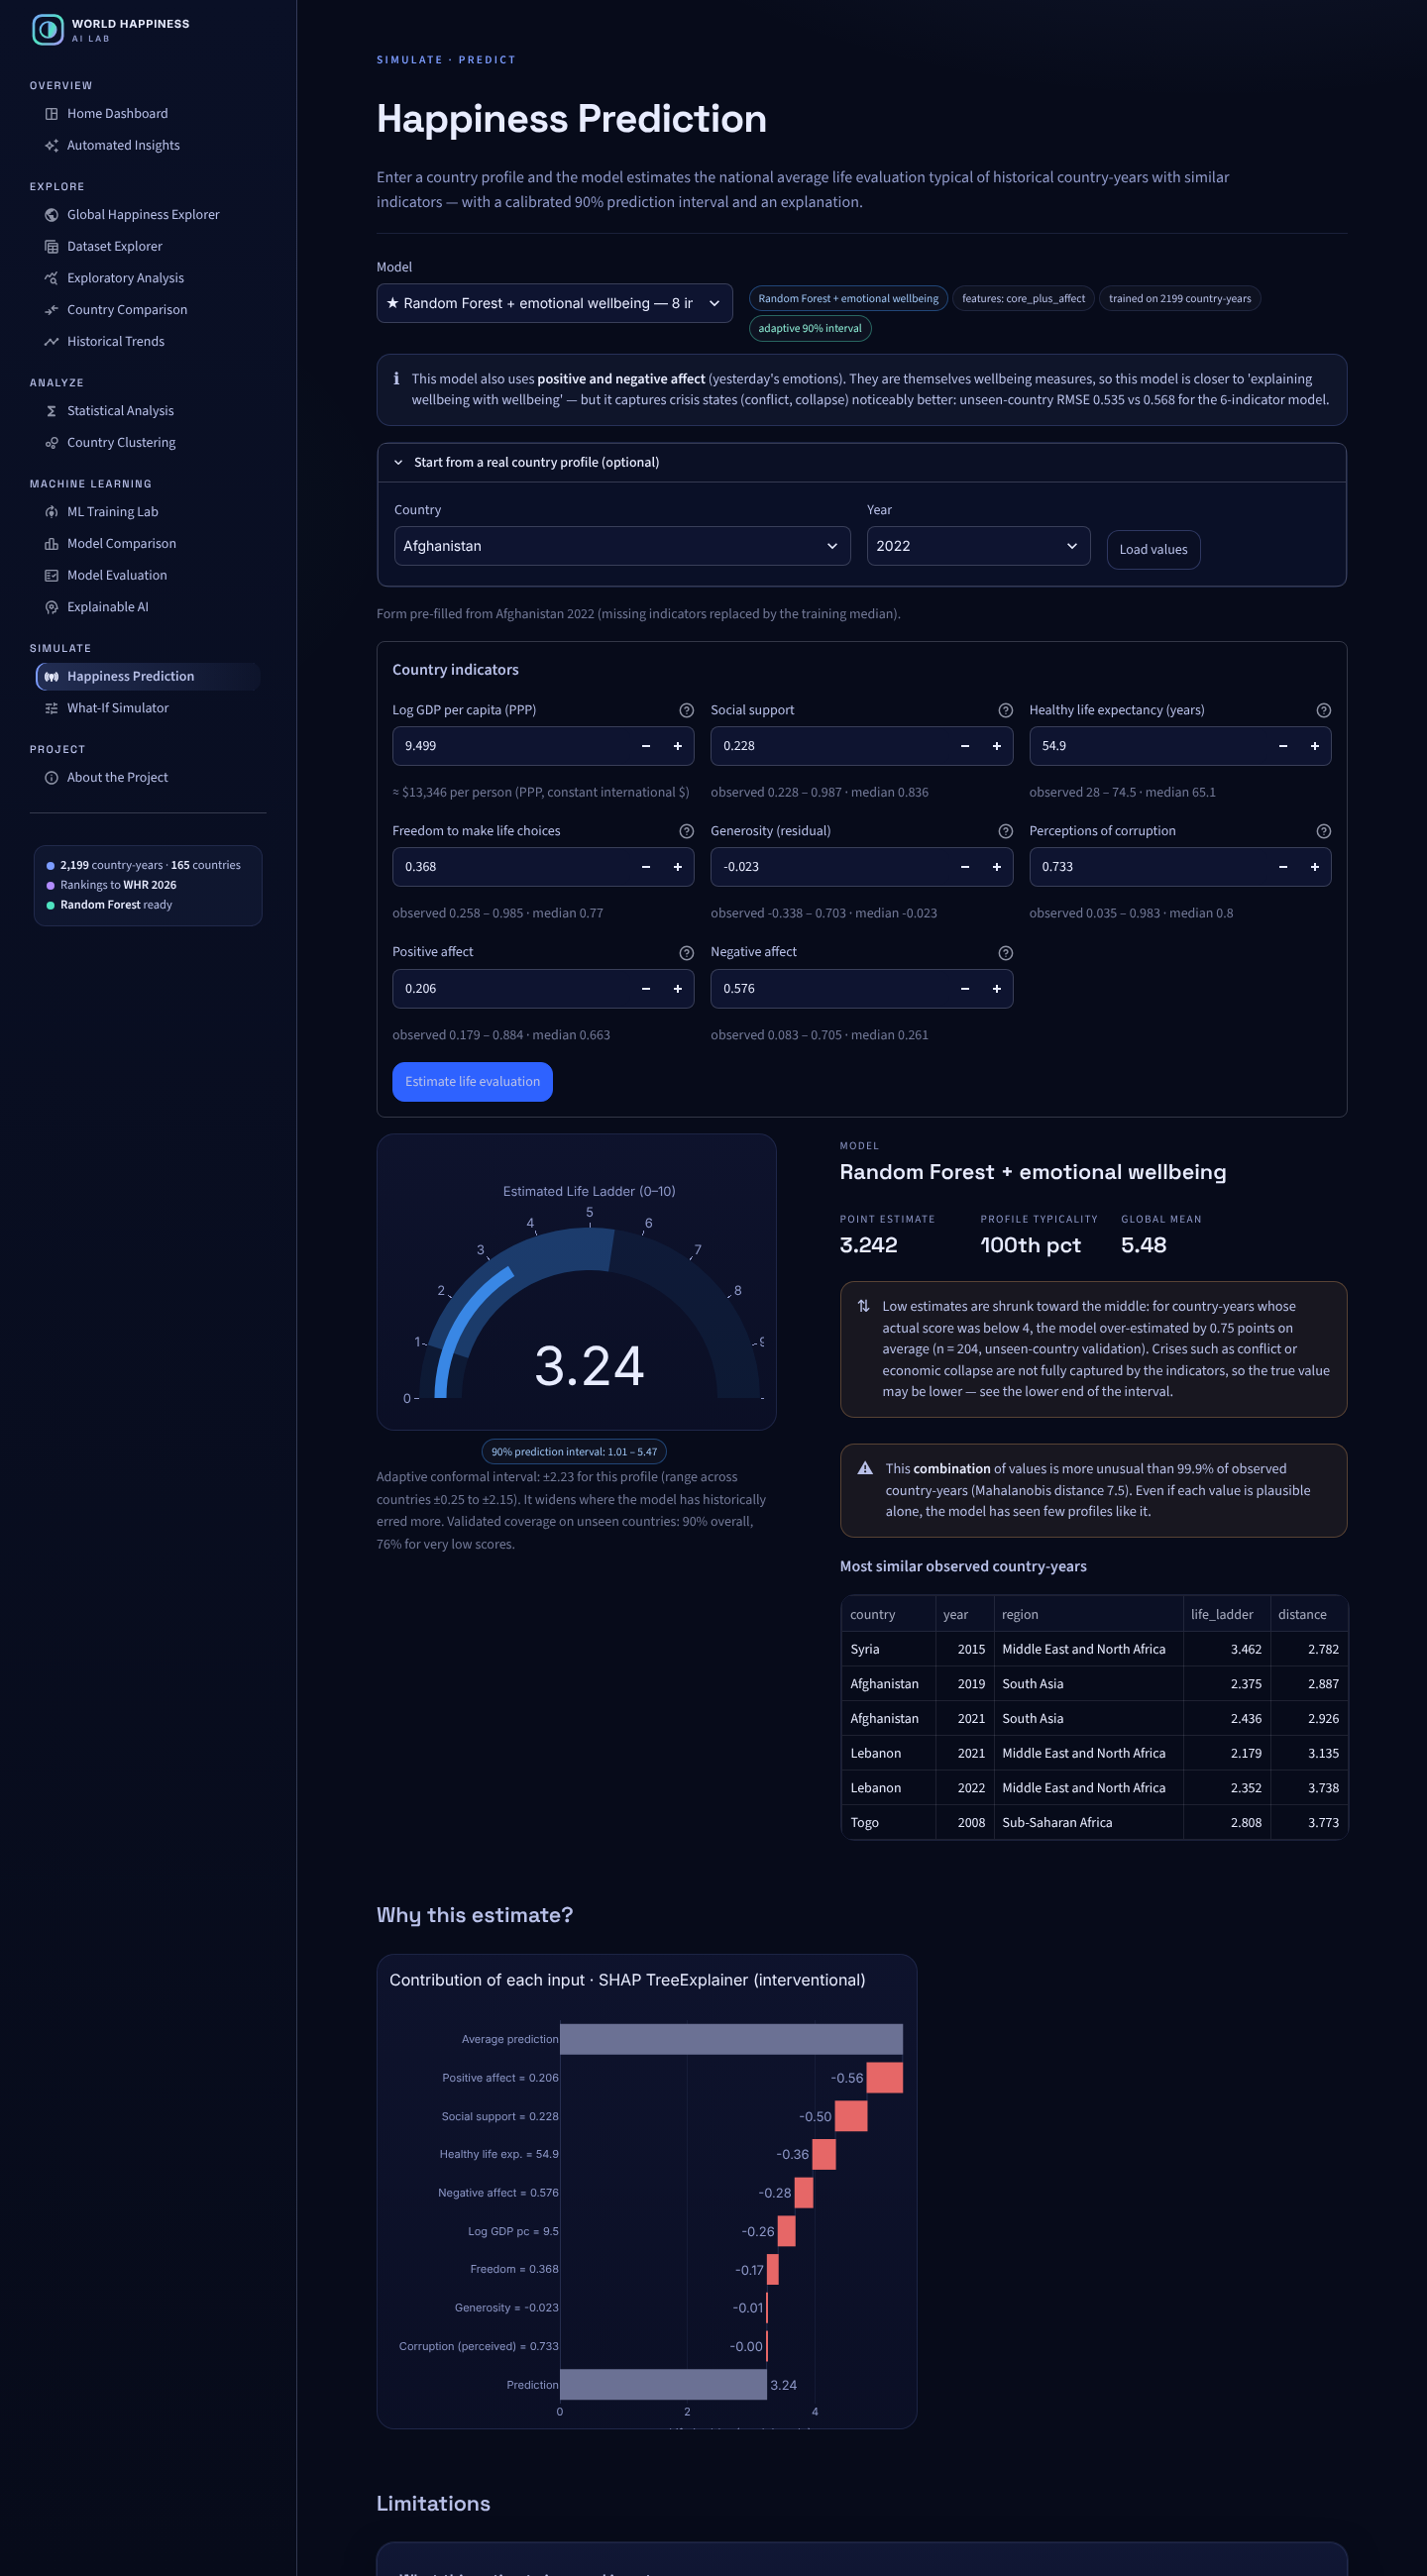 WORLD HAPPINESS
AI LAB
OVERVIEW
Home Dashboard
Automated Insights
EXPLORE
Global Happiness Explorer
Dataset Explorer
Exploratory Analysis
Country Comparison
Historical Trends
ANALYZE
Statistical Analysis
Country Clustering
MACHINE LEARNING
ML Training Lab
Model Comparison
Model Evaluation
Explainable AI
SIMULATE
Happiness Prediction
What-If Simulator
PROJECT
About the Project
2,199 country-years · 165 countries
Rankings to WHR 2026
Random Forest ready
SIMULATE · PREDICT
Happiness Prediction
Enter a country profile and the model estimates the national average life evaluation typical of historical country-years with similar
indicators — with a calibrated 90% prediction interval and an explanation.
Model
★ Random Forest + emotional wellbeing — 8 ir
Random Forest + emotional wellbeing
features: core_plus_affect
trained on 2199 country-years
adaptive 90% interval
This model also uses positive and negative affect (yesterday's emotions). They are themselves wellbeing measures, so this model is closer to 'explaining
wellbeing with wellbeing' — but it captures crisis states (conflict, collapse) noticeably better: unseen-country RMSE 0.535 vs 0.568 for the 6-indicator model.
Start from a real country profile (optional)
Country
Year
Afghanistan
2022
Load values
Form pre-filled from Afghanistan 2022 (missing indicators replaced by the training median).
Country indicators
Log GDP per capita (PPP)
Social support
Healthy life expectancy (years)
9.499
0.228
54.9
≈ $13,346 per person (PPP, constant international $)
observed 0.228 – 0.987 · median 0.836
observed 28 – 74.5 · median 65.1
Freedom to make life choices
Generosity (residual)
Perceptions of corruption
0.368
-0.023
0.733
observed 0.258 – 0.985 · median 0.77
observed -0.338 – 0.703 · median -0.023
observed 0.035 – 0.983 · median 0.8
Positive affect
Negative affect
0.206
0.576
observed 0.179 – 0.884 · median 0.663
observed 0.083 – 0.705 · median 0.261
Estimate life evaluation
Estimated Life Ladder (0–10)
0
1
2
3
4
5
6
7
8
3.24
90% prediction interval: 1.01 – 5.47
Adaptive conformal interval: ±2.23 for this profile (range across
countries ±0.25 to ±2.15). It widens where the model has historically
erred more. Validated coverage on unseen countries: 90% overall,
76% for very low scores.
MODEL
Random Forest + emotional wellbeing
POINT ESTIMATE
PROFILE TYPICALITY
GLOBAL MEAN
3.242
100th pct
5.48
⇅ Low estimates are shrunk toward the middle: for country-years whose
actual score was below 4, the model over-estimated by 0.75 points on
average (n = 204, unseen-country validation). Crises such as conflict or
economic collapse are not fully captured by the indicators, so the true value
may be lower — see the lower end of the interval.
This combination of values is more unusual than 99.9% of observed
country-years (Mahalanobis distance 7.5). Even if each value is plausible
alone, the model has seen few profiles like it.
Most similar observed country-years
country year region life_ladder distance
Syria 2015 Middle East and North Africa 3.462 2.782
Afghanistan 2019 South Asia 2.375 2.887
Afghanistan 2021 South Asia 2.436 2.926
Lebanon 2021 Middle East and North Africa 2.179 3.135
Lebanon 2022 Middle East and North Africa 2.352 3.738
Togo 2008 Sub-Saharan Africa 2.808 3.773
Why this estimate?
Contribution of each input · SHAP TreeExplainer (interventional)
Average prediction
Positive affect = 0.206 -0.56
Social support = 0.228 -0.50
Healthy life exp. = 54.9 -0.36
Negative affect = 0.576 -0.28
Log GDP pc = 9.5 -0.26
Freedom = 0.368 -0.17
Generosity = -0.023 -0.01
Corruption (perceived) = 0.733 -0.00
Prediction 3.24
0 2 4
Limitations